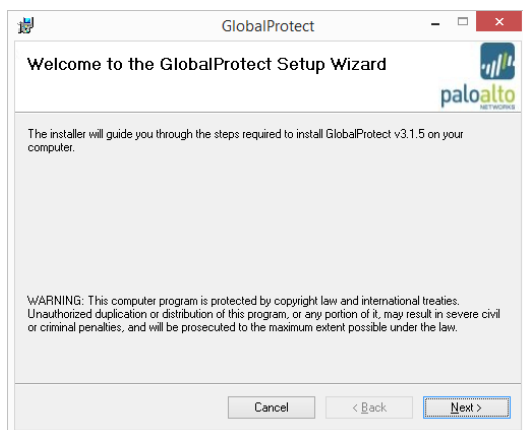 GlobalProtect
Welcome to the GlobalProtect Setup Wizard
paloalto
NETWORKS
The installer will guide you through the steps required to install GlobalProtect v3.1.5 on your
computer.
WARNING: This computer program is protected by copyright law and international treaties.
Unauthorized duplication or distribution of this program, or any portion of it, may result in severe civil
or criminal penalties, and will be prosecuted to the maximum extent possible under the law.
Cancel < Back Next >